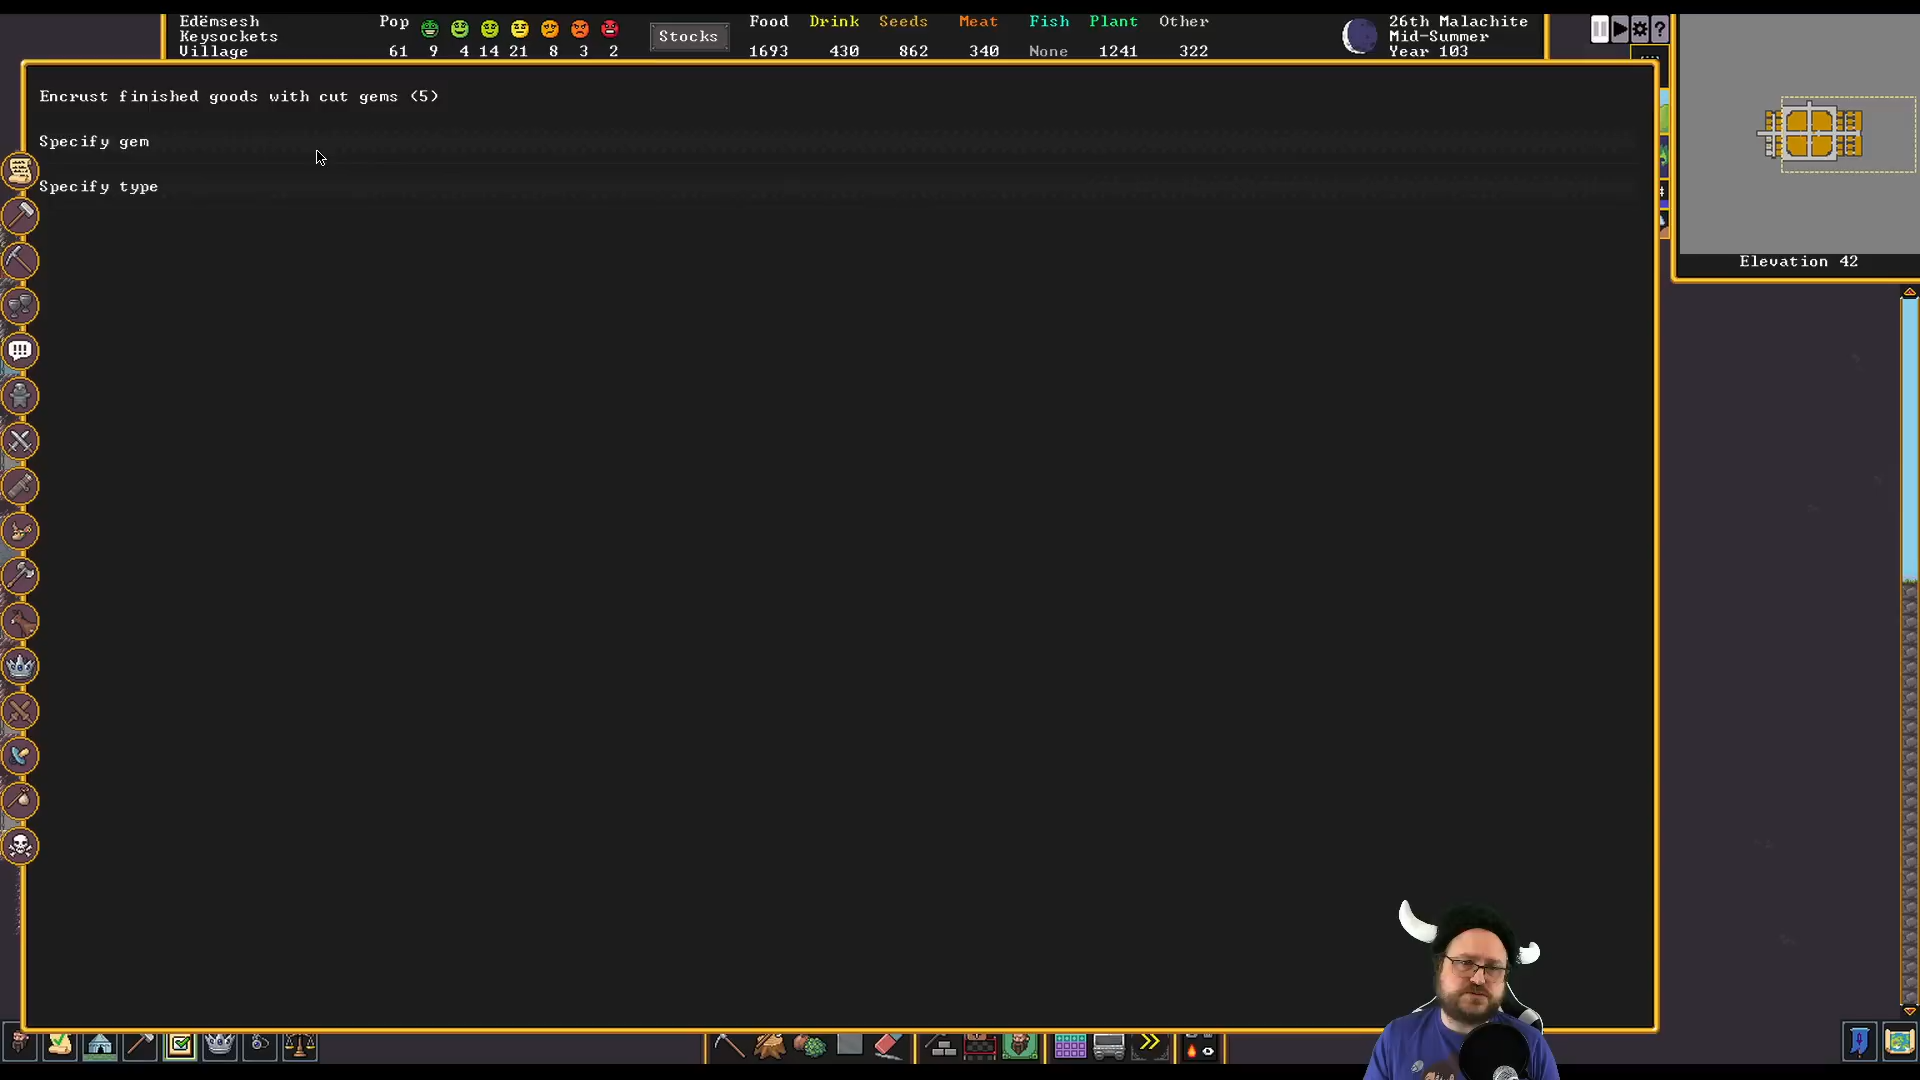 Edëmsesh
Keysockets
Village
Pop
61 9 4 14 21 8 3 2
Stocks
Food Drink Seeds Meat Fish Plant Other
1693 430 862 340 None 1241 322
26th Malachite
Mid-Summer
Year 103
?
Encrust finished goods with cut gems (5)
Specify gem
Specify type
!!!
Elevation 42